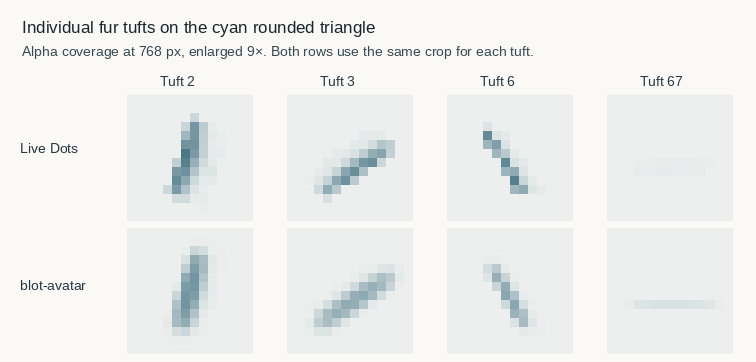 Individual fur tufts on the cyan rounded triangle
Alpha coverage at 768 px, enlarged 9×. Both rows use the same crop for each tuft.
Tuft 2 Tuft 3 Tuft 6 Tuft 67
Live Dots
blot-avatar